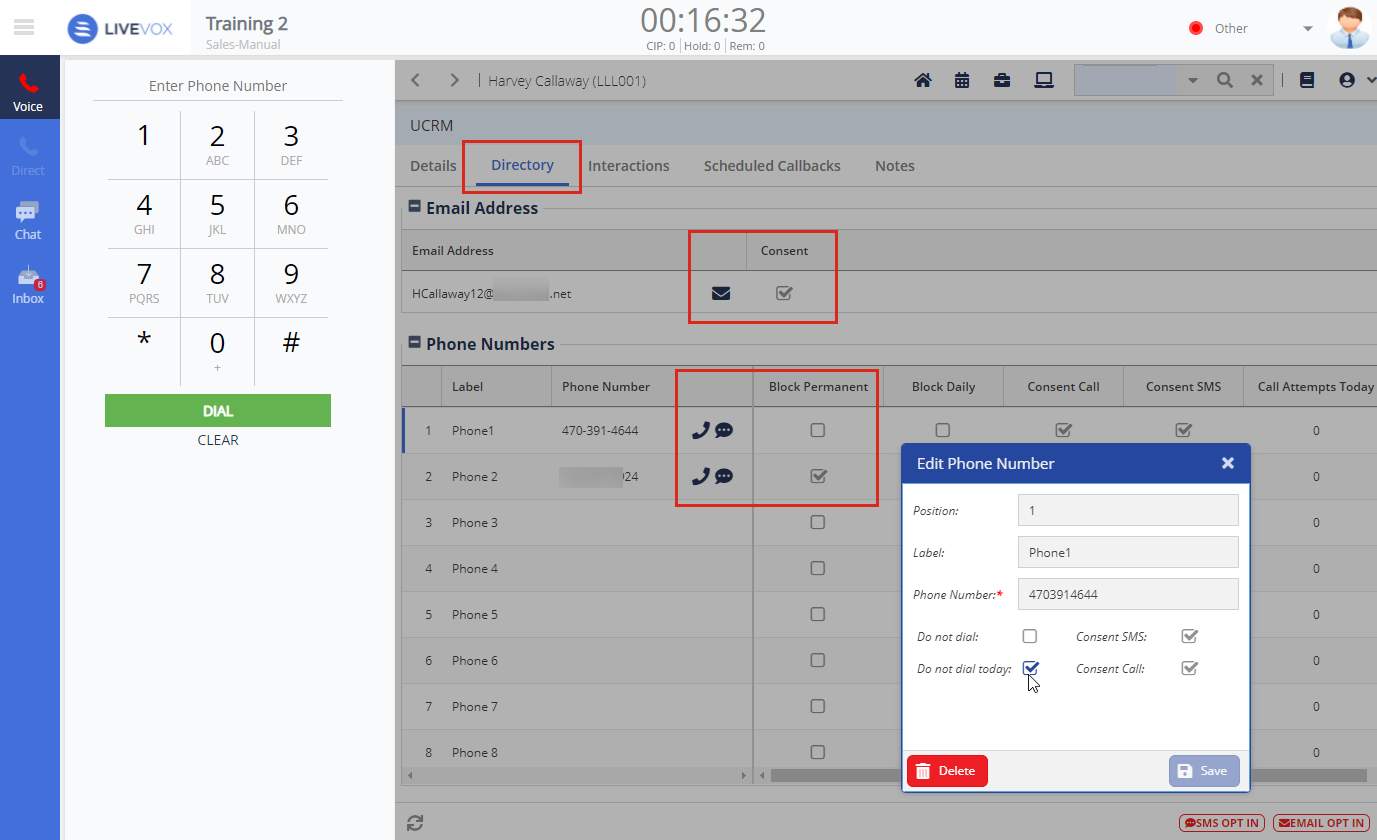 LIVEVOX
Training 2
Sales-Manual
00:16:32
CIP: 0 | Hold: 0 | Rem: 0
Other
Voice
Direct
Chat
6
Inbox
Enter Phone Number
1 2 3
ABC DEF
4 5 6
GHI JKL MNO
7 8 9
PQRS TUV WXYZ
* 0 #
+
DIAL
CLEAR
| Harvey Callaway (LLL001)
UCRM
Details Directory Interactions Scheduled Callbacks Notes
Email Address
Email Address Consent
HCallaway12@ .net
Phone Numbers
Label Phone Number Block Permanent Block Daily Consent Call Consent SMS Call Attempts Today
1 Phone1 470-391-4644 0
2 Phone 2 24 0
3 Phone 3 0
4 Phone 4 0
5 Phone 5 0
6 Phone 6 0
7 Phone 7 0
8 Phone 8 0
Edit Phone Number
Position: 1
Label: Phone1
Phone Number:* 4703914644
Do not dial: Consent SMS:
Do not dial today: Consent Call:
Delete Save
SMS OPT IN EMAIL OPT IN